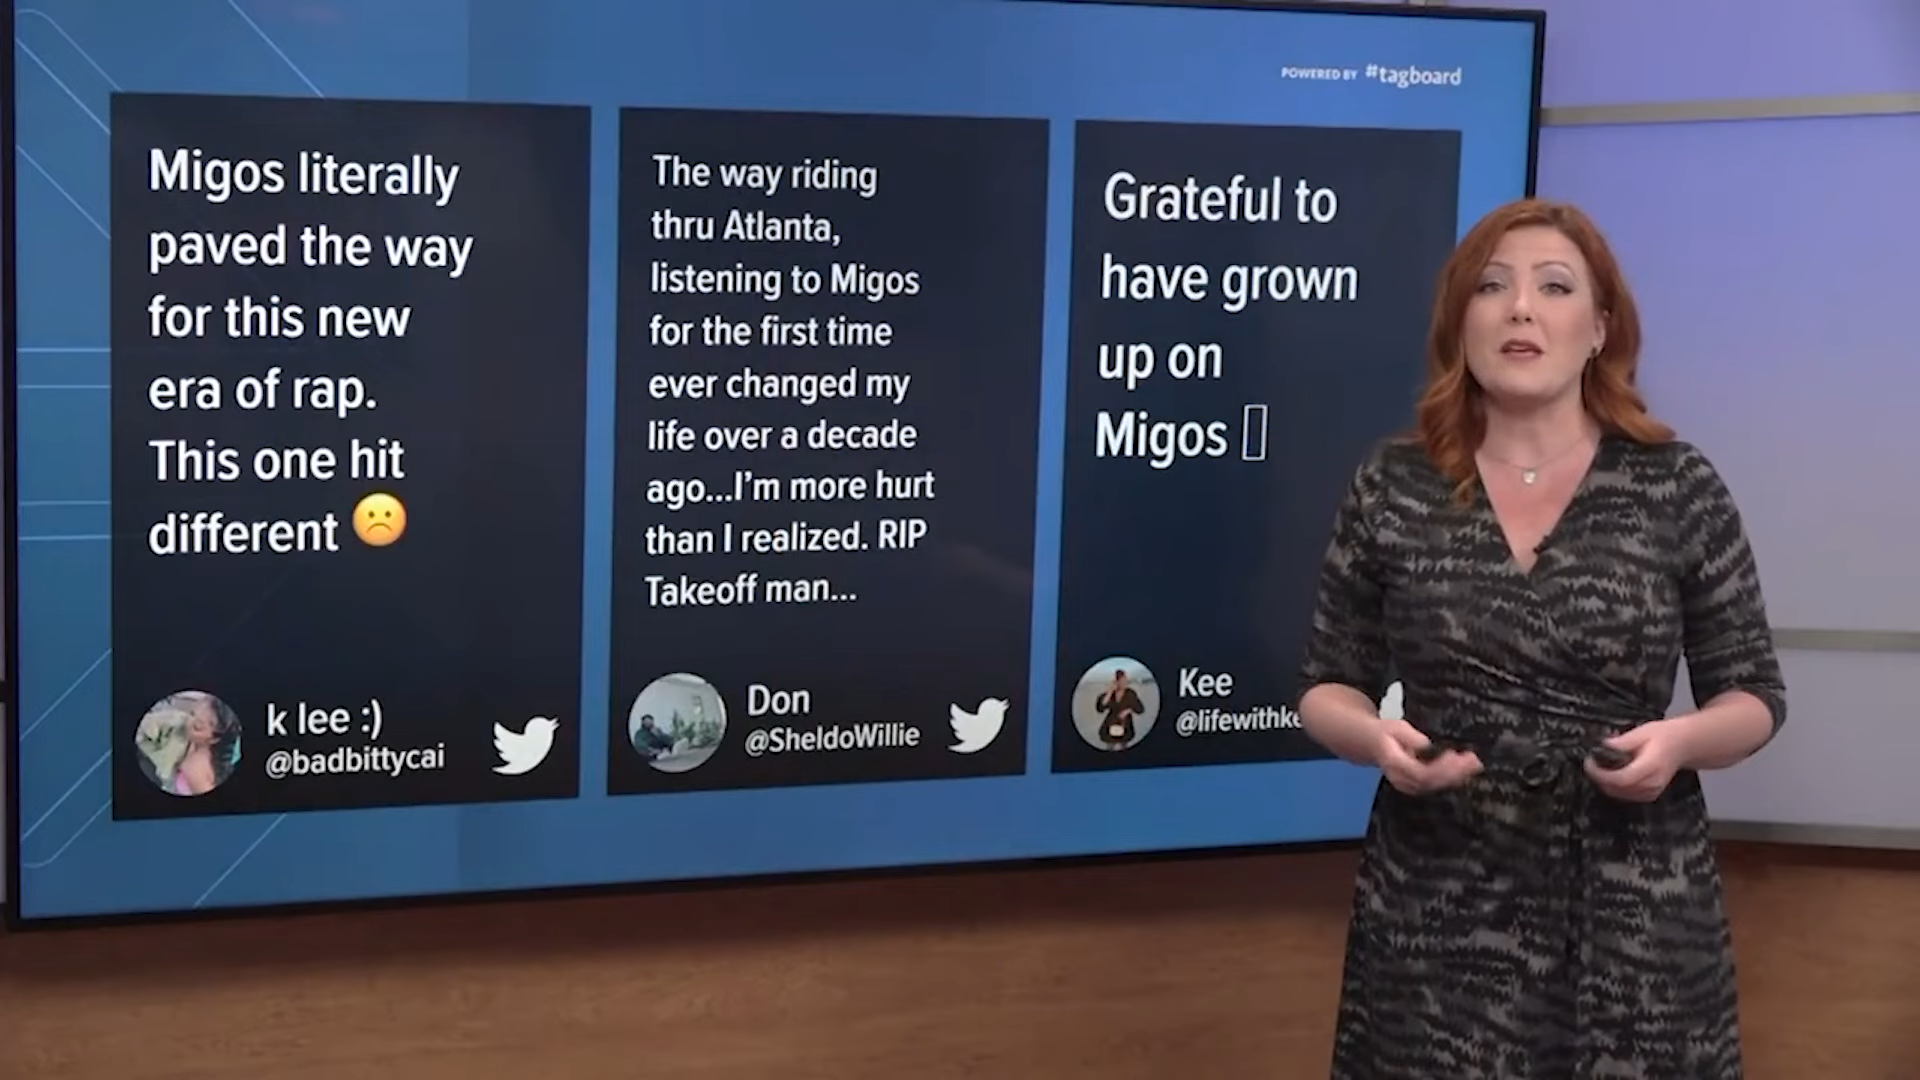 POWERED BY #tagboard
Migos literally
paved the way
for this new
era of rap.
This one hit
different ☹️
k lee :)
@badbittycai
The way riding
thru Atlanta,
listening to Migos
for the first time
ever changed my
life over a decade
ago...I'm more hurt
than I realized. RIP
Takeoff man...
Don
@SheldoWillie
Grateful to
have grown
up on
Migos ▯
Kee